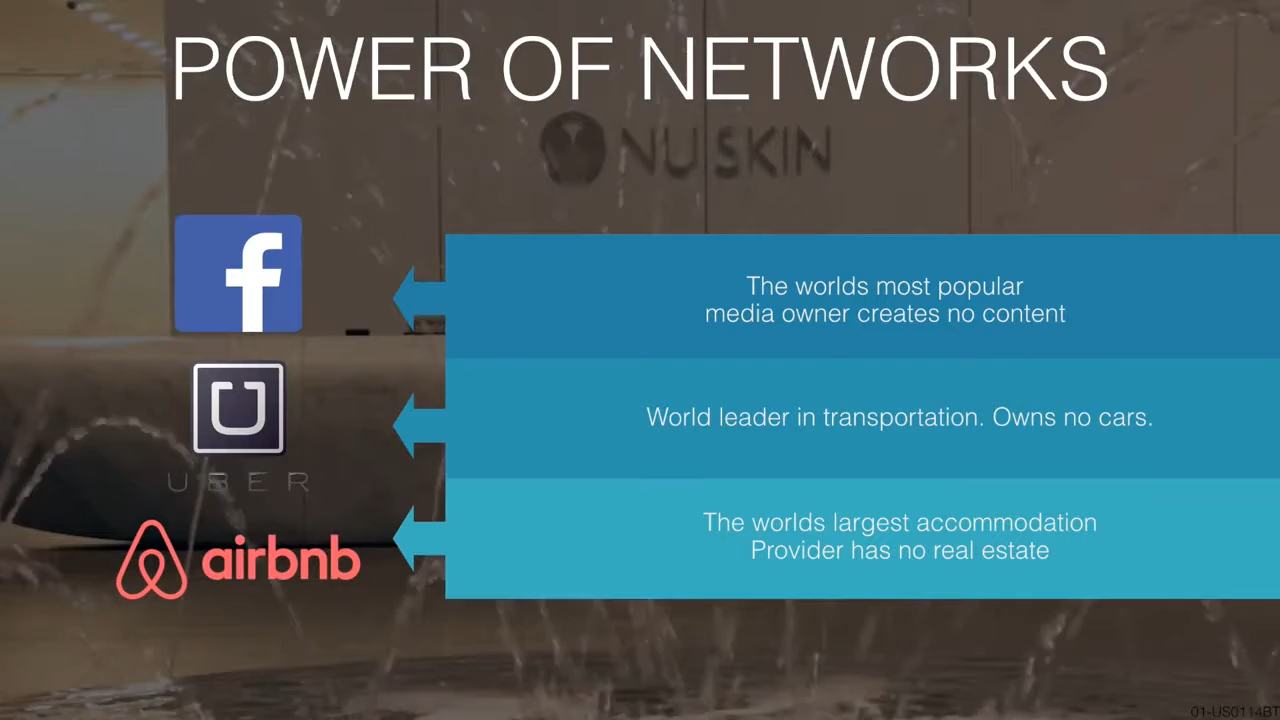 POWER OF NETWORKS
NU SKIN
f
The worlds most popular
media owner creates no content
U
UBER
World leader in transportation. Owns no cars.
airbnb
The worlds largest accommodation
Provider has no real estate
01-US0114BT